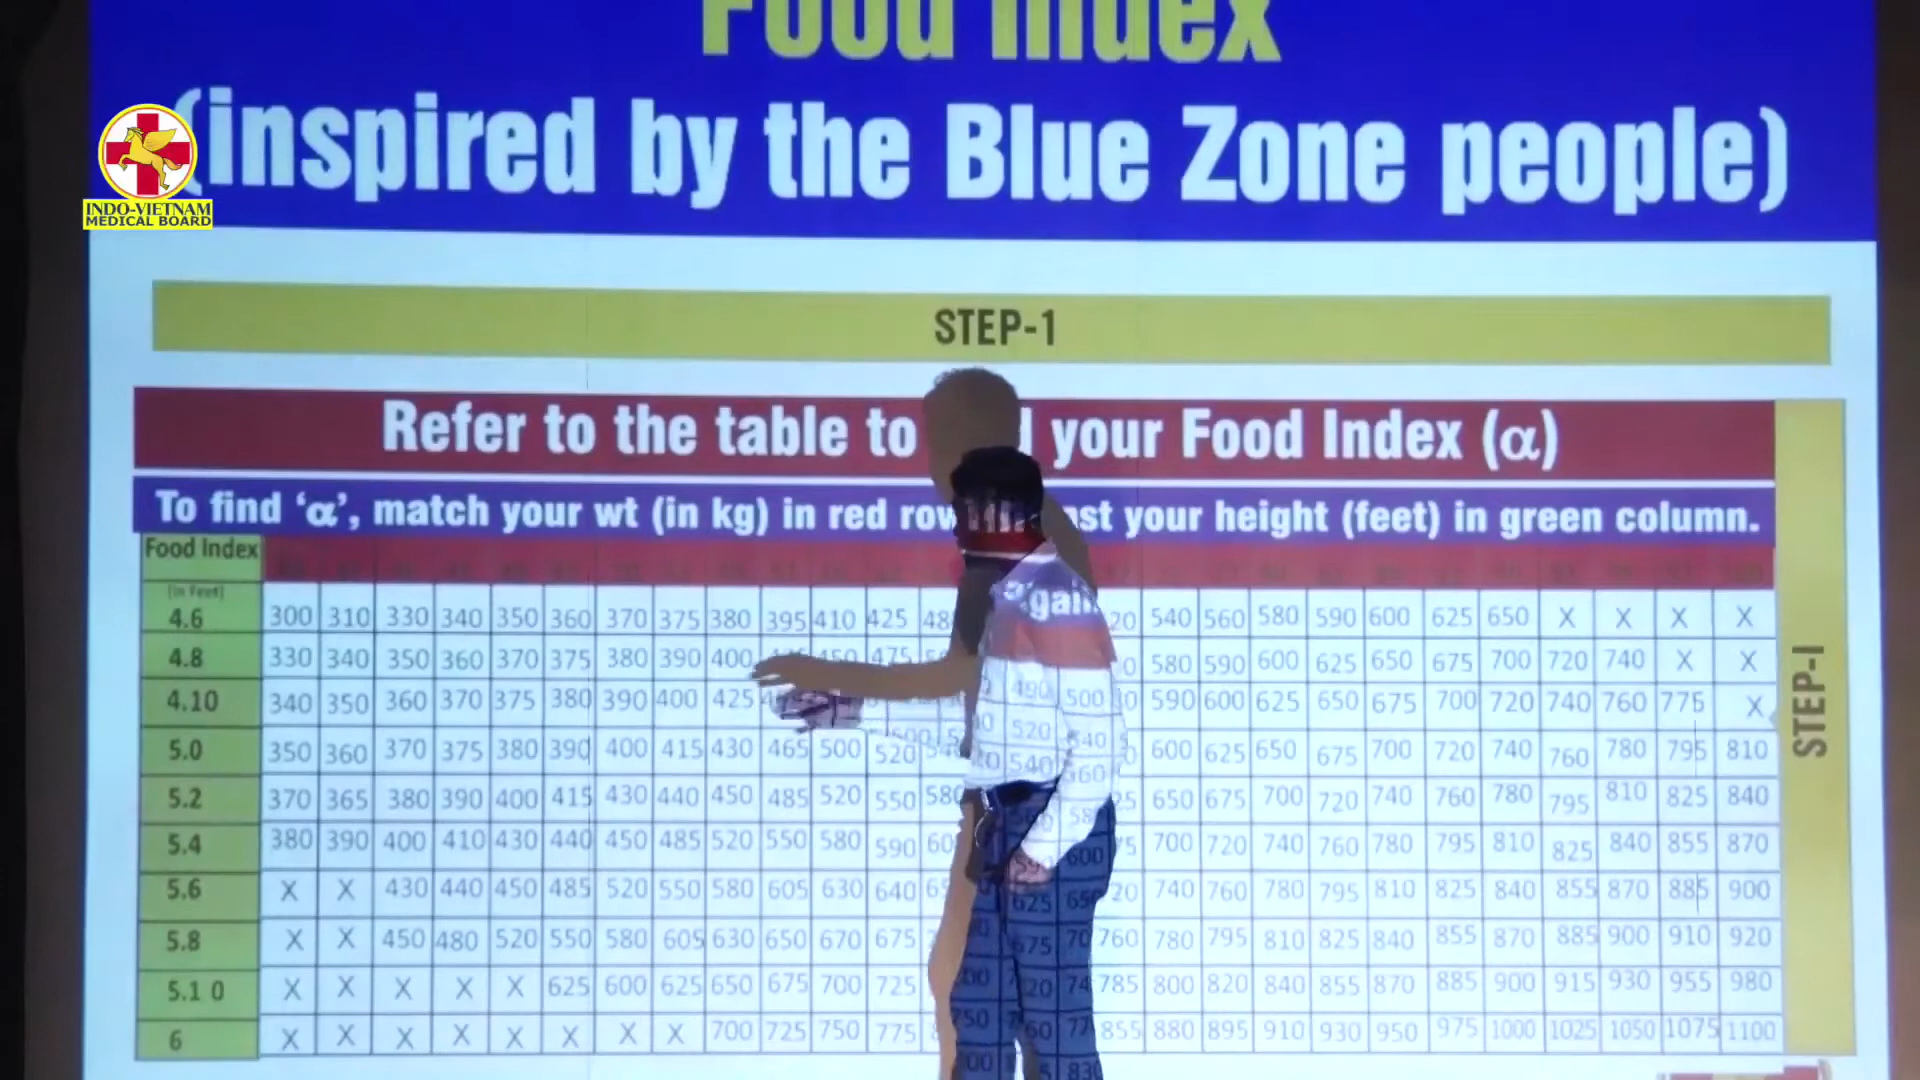 Food Index
(inspired by the Blue Zone people)
INDO-VIETNAM
MEDICAL BOARD
STEP-1
Refer to the table to your Food Index (α)
To find ‘α’, match your wt (in kg) in red row your height (feet) in green column.
Food Index
(In Feet)
4.6 300 310 330 340 350 360 370 375 380 395 410 425 540 560 580 590 600 625 650 X X X X
4.8 330 340 350 360 370 375 380 390 400 475 580 590 600 625 650 675 700 720 740 X X
4.10 340 350 360 370 375 380 390 400 425 490 500 590 600 625 650 675 700 720 740 760 775 X
5.0 350 360 370 375 380 390 400 415 430 465 500 520 520 540 600 625 650 675 700 720 740 760 780 795 810
5.2 370 365 380 390 400 415 430 440 450 485 520 550 580 540 560 650 675 700 720 740 760 780 795 810 825 840
5.4 380 390 400 410 430 440 450 485 520 550 580 590 600 700 720 740 760 780 795 810 825 840 855 870
5.6 X X 430 440 450 485 520 550 580 605 630 640 625 740 760 780 795 810 825 840 855 870 885 900
5.8 X X 450 480 520 550 580 605 630 650 670 675 675 760 780 795 810 825 840 855 870 885 900 910 920
5.1 0 X X X X X 625 600 625 650 675 700 725 785 800 820 840 855 870 885 900 915 930 955 980
6 X X X X X X X X 700 725 750 775 855 880 895 910 930 950 975 1000 1025 1050 1075 1100
STEP-I